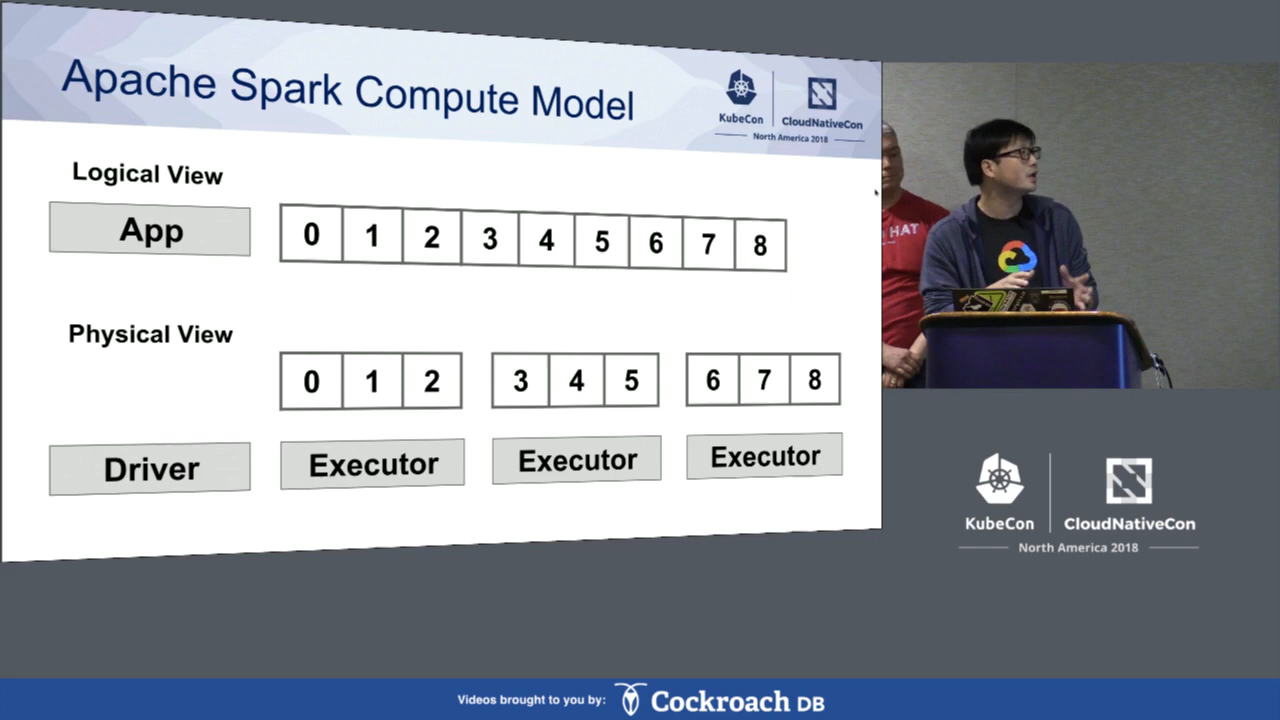 Apache Spark Compute Model
KubeCon
CloudNativeCon
North America 2018
Logical View
App
0 1 2 3 4 5 6 7 8
Physical View
0 1 2 3 4 5 6 7 8
Driver Executor Executor Executor
HAT
KubeCon
CloudNativeCon
North America 2018
Videos brought to you by: Cockroach DB